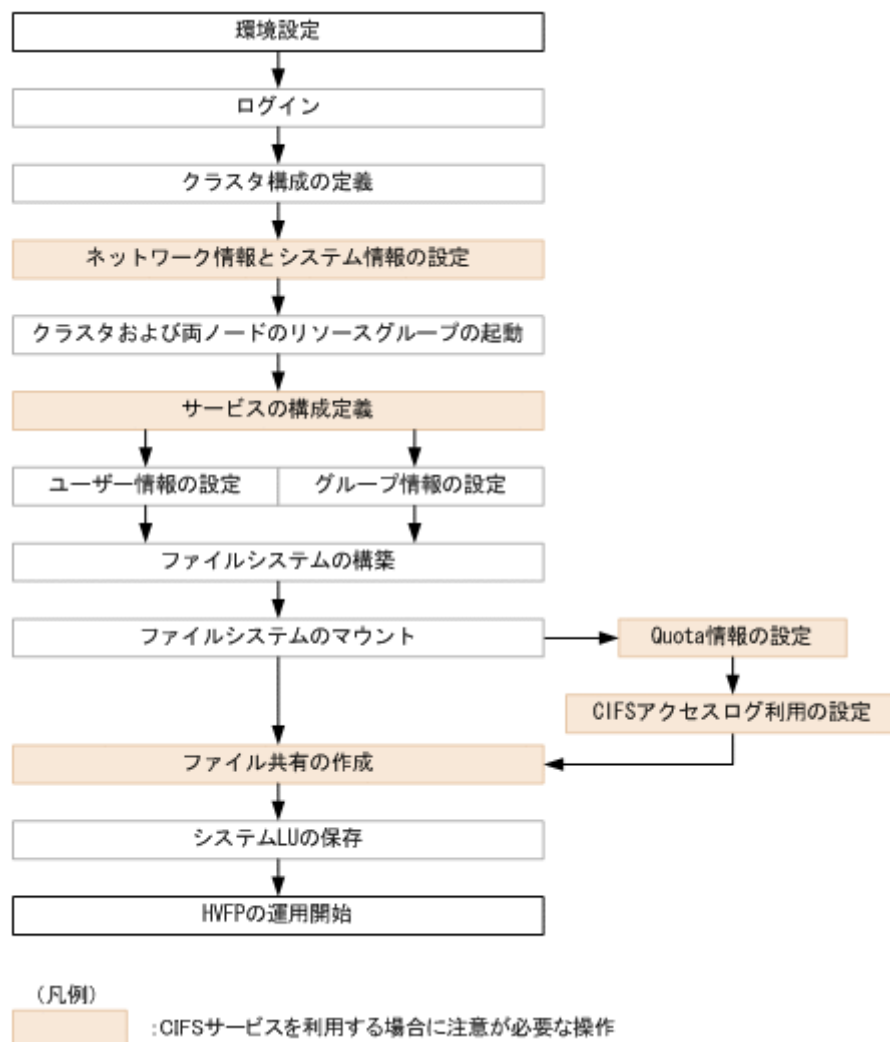 環境設定
ログイン
クラスタ構成の定義
ネットワーク情報とシステム情報の設定
クラスタおよび両ノードのリソースグループの起動
サービスの構成定義
ユーザー情報の設定
グループ情報の設定
ファイルシステムの構築
ファイルシステムのマウント
Quota情報の設定
CIFSアクセスログ利用の設定
ファイル共有の作成
システムLUの保存
HVFPの運用開始
(凡例)
:CIFSサービスを利用する場合に注意が必要な操作